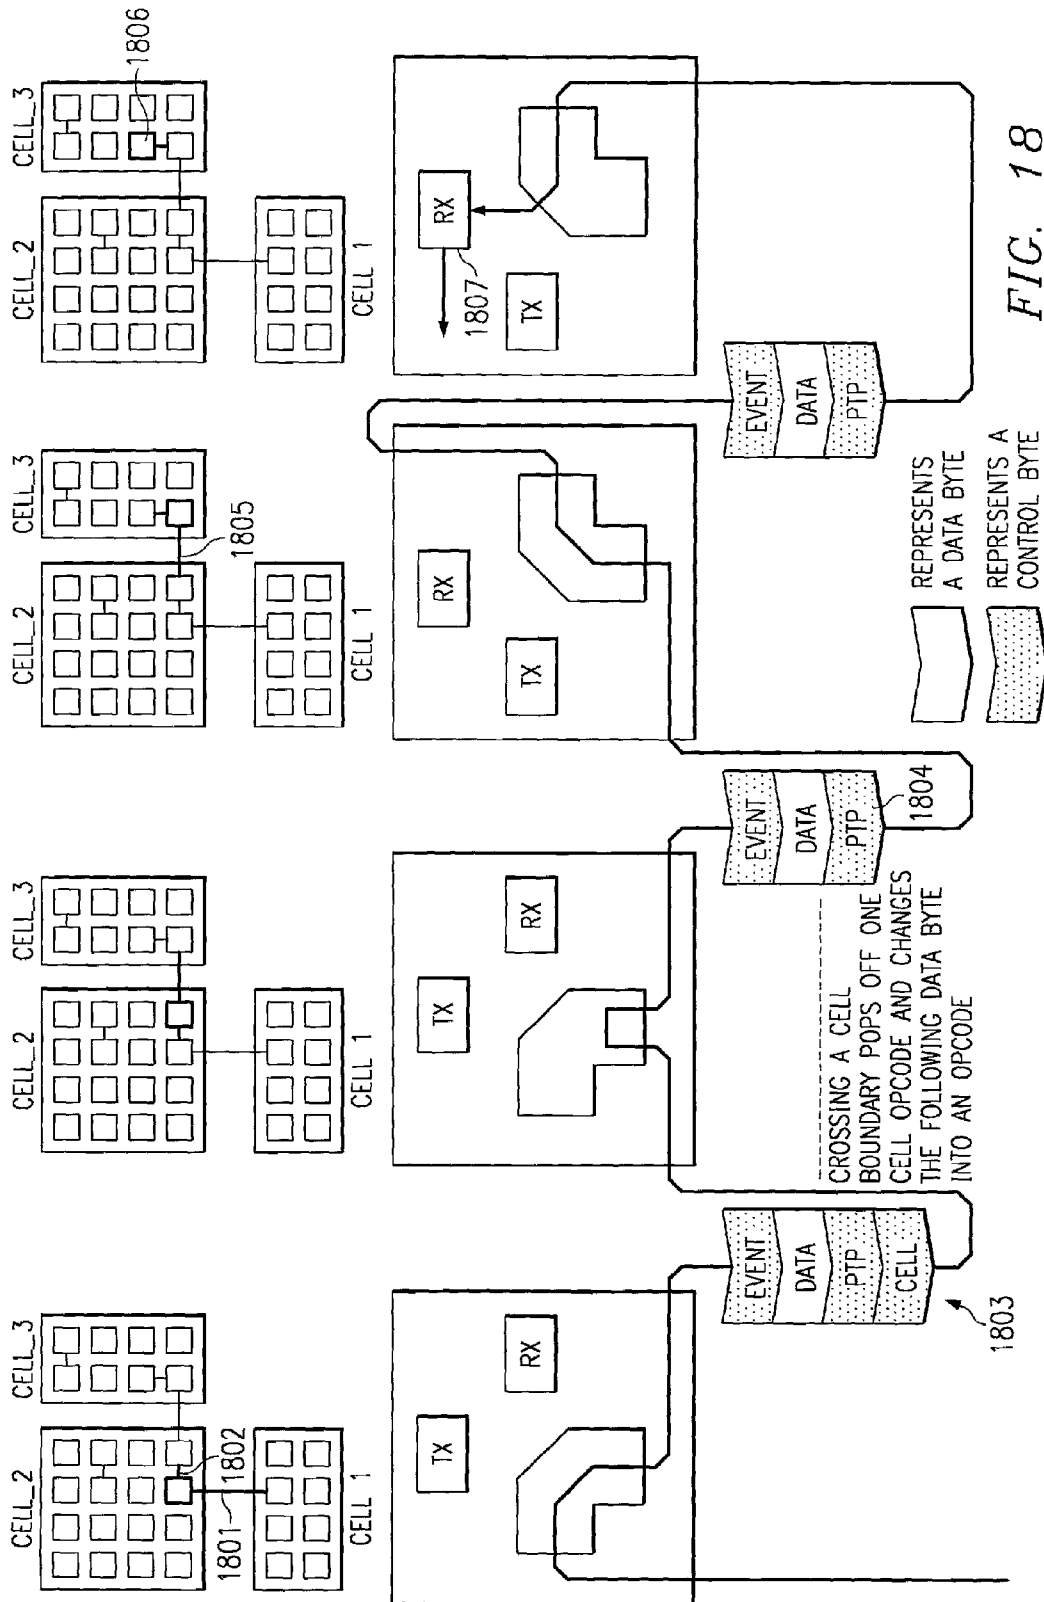 CELL_2
CELL_3
1802
1801
CELL 1
TX
RX
EVENT
DATA
PTP
CELL
1803
CELL_2
CELL_3
CELL 1
TX
RX
CROSSING A CELL
BOUNDARY POPS OFF ONE
CELL OPCODE AND CHANGES
THE FOLLOWING DATA BYTE
INTO AN OPCODE
EVENT
DATA
PTP
1804
CELL_2
CELL_3
1805
CELL 1
RX
TX
EVENT
DATA
PTP
CELL_2
CELL_3
1806
CELL 1
RX
1807
TX
REPRESENTS
A DATA BYTE
REPRESENTS A
CONTROL BYTE
FIG. 18